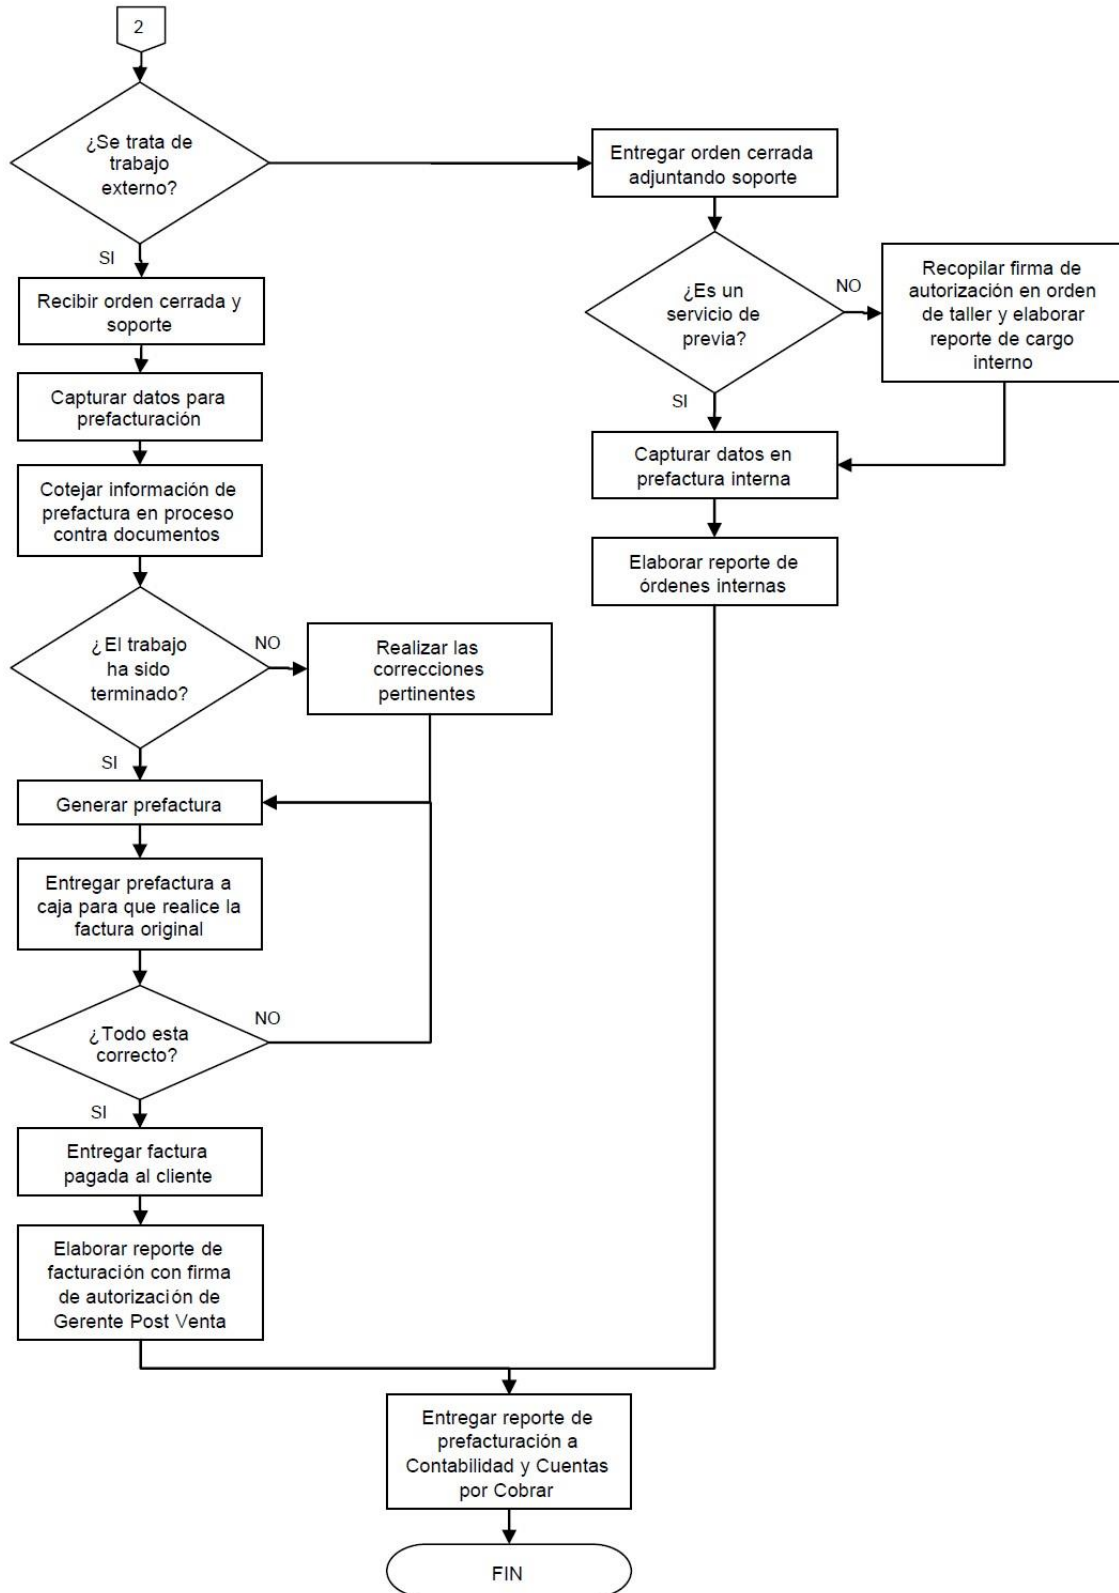 2
¿Se trata de
trabajo
externo?
Entregar orden cerrada
adjuntando soporte
SI
Recibir orden cerrada y
soporte
¿Es un
servicio de
previa?
NO
Recopilar firma de
autorización en orden
de taller y elaborar
reporte de cargo
interno
SI
Capturar datos para
prefacturación
Capturar datos en
prefactura interna
Cotejar información de
prefactura en proceso
contra documentos
Elaborar reporte de
órdenes internas
¿El trabajo
ha sido
terminado?
NO
Realizar las
correcciones
pertinentes
SI
Generar prefactura
Entregar prefactura a
caja para que realice la
factura original
¿Todo esta
correcto?
NO
SI
Entregar factura
pagada al cliente
Elaborar reporte de
facturación con firma
de autorización de
Gerente Post Venta
Entregar reporte de
prefacturación a
Contabilidad y Cuentas
por Cobrar
FIN